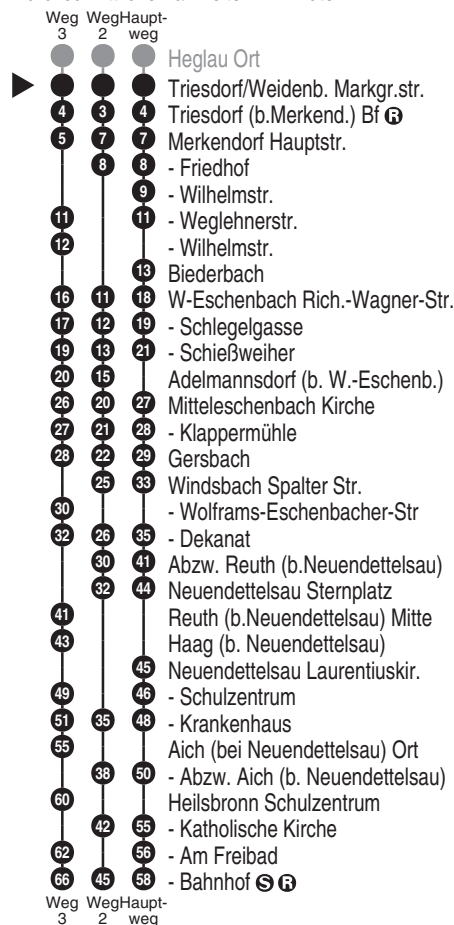 Weg WegHaupt-
3 2 weg
Heglau Ort
Triesdorf/Weidenb. Markgr.str.
4 3 4 Triesdorf (b.Merkend.) Bf R
5 7 7 Merkendorf Hauptstr.
8 8 - Friedhof
9 - Wilhelmstr.
11 11 - Weglehnerstr.
12 - Wilhelmstr.
13 Biederbach
16 11 18 W-Eschenbach Rich.-Wagner-Str.
17 12 19 - Schlegelgasse
19 13 21 - Schießweiher
20 15 Adelmannsdorf (b. W.-Eschenb.)
26 20 27 Mitteleschenbach Kirche
27 21 28 - Klappermühle
28 22 29 Gersbach
25 33 Windsbach Spalter Str.
30 - Wolframs-Eschenbacher-Str
32 26 35 - Dekanat
30 41 Abzw. Reuth (b.Neuendettelsau)
32 44 Neuendettelsau Sternplatz
41 Reuth (b.Neuendettelsau) Mitte
43 Haag (b. Neuendettelsau)
45 Neuendettelsau Laurentiuskir.
49 46 - Schulzentrum
51 35 48 - Krankenhaus
55 Aich (bei Neuendettelsau) Ort
38 50 - Abzw. Aich (b. Neuendettelsau)
60 Heilsbronn Schulzentrum
42 55 - Katholische Kirche
62 56 - Am Freibad
66 45 58 - Bahnhof S R
Weg WegHaupt-
3 2 weg